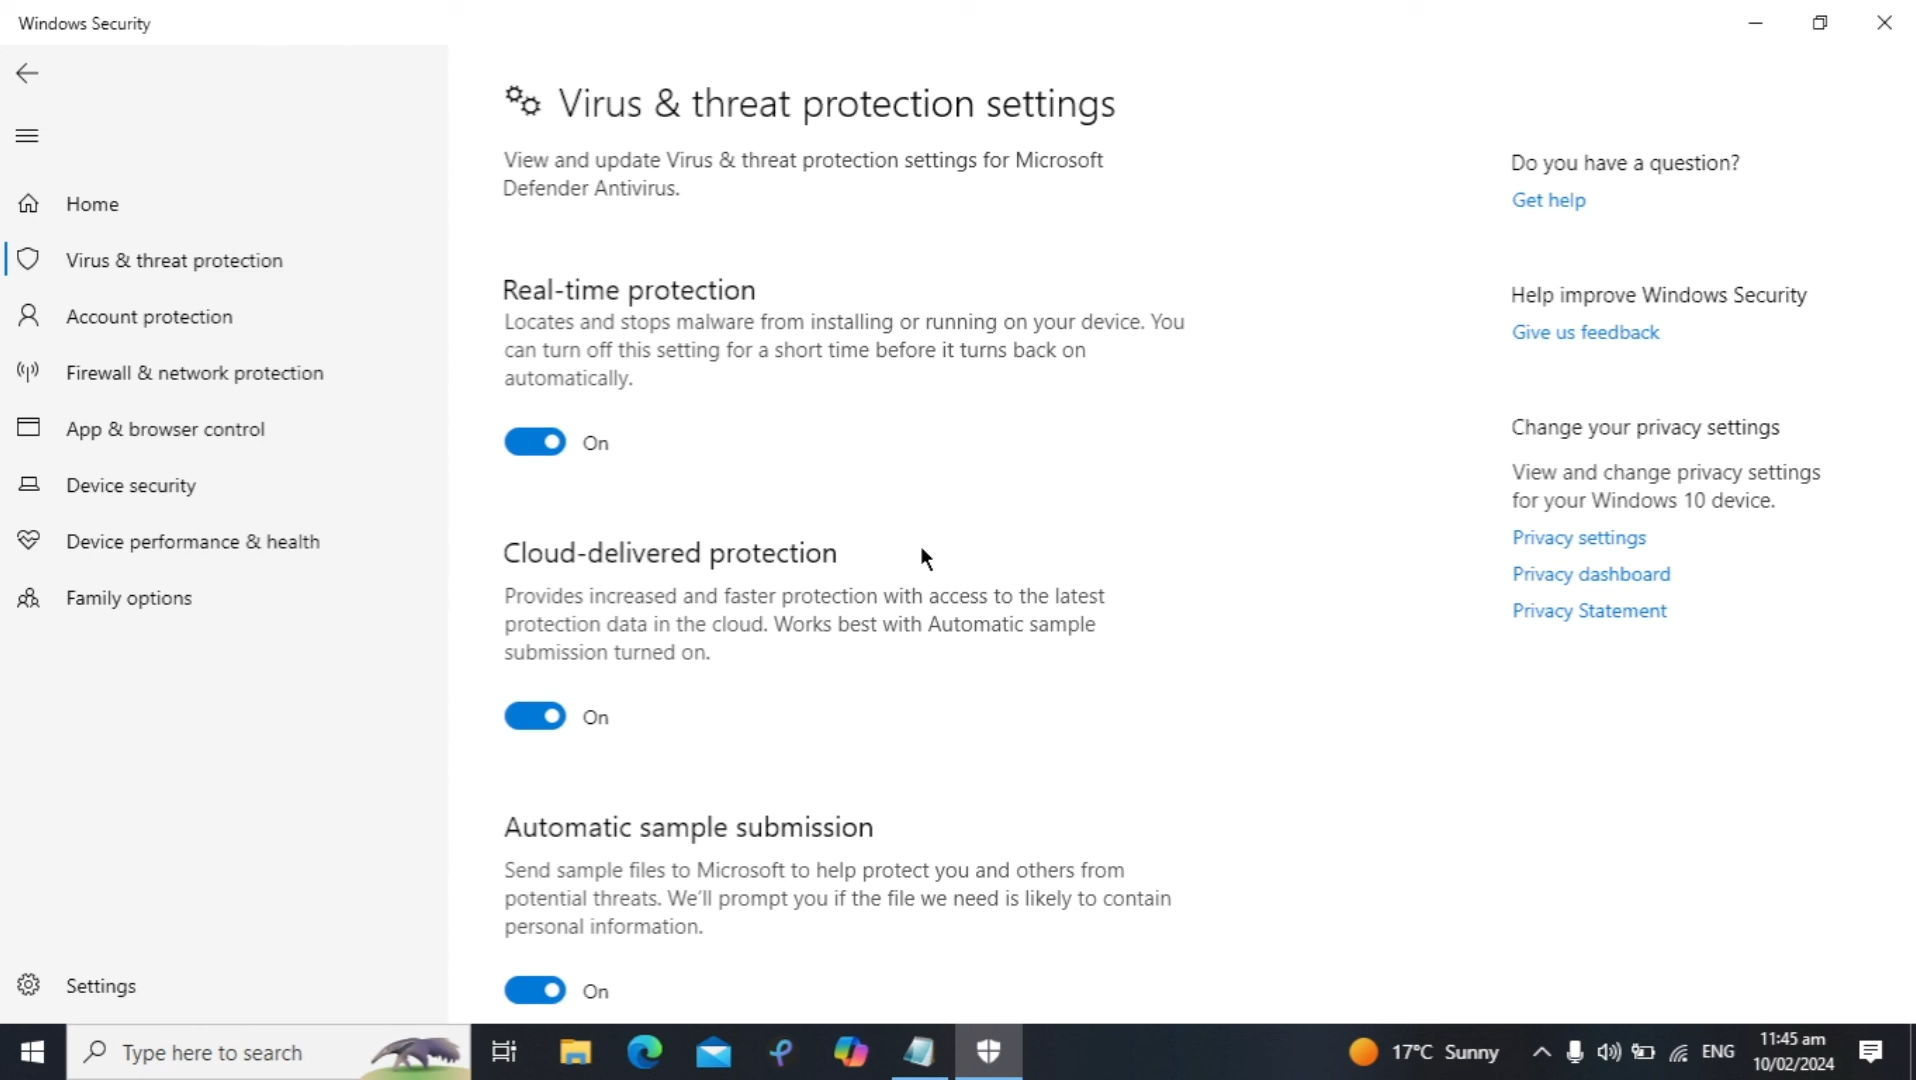 Windows Security
Home
Virus & threat protection
Account protection
Firewall & network protection
App & browser control
Device security
Device performance & health
Family options
Settings
Virus & threat protection settings
View and update Virus & threat protection settings for Microsoft
Defender Antivirus.
Real-time protection
Locates and stops malware from installing or running on your device. You
can turn off this setting for a short time before it turns back on
automatically.
On
Cloud-delivered protection
Provides increased and faster protection with access to the latest
protection data in the cloud. Works best with Automatic sample
submission turned on.
On
Automatic sample submission
Send sample files to Microsoft to help protect you and others from
potential threats. We'll prompt you if the file we need is likely to contain
personal information.
On
Do you have a question?
Get help
Help improve Windows Security
Give us feedback
Change your privacy settings
View and change privacy settings
for your Windows 10 device.
Privacy settings
Privacy dashboard
Privacy Statement
Type here to search
17°C Sunny
ENG
11:45 am
10/02/2024